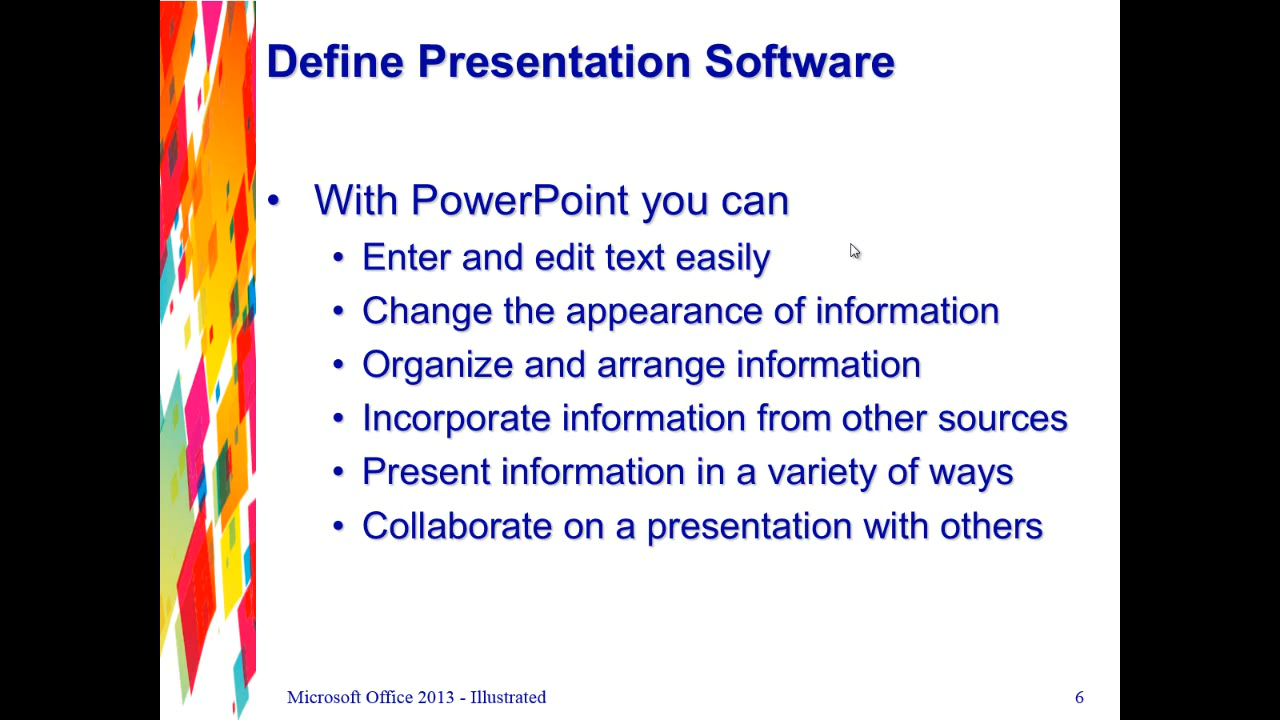 Define Presentation Software
• With PowerPoint you can
• Enter and edit text easily
• Change the appearance of information
• Organize and arrange information
• Incorporate information from other sources
• Present information in a variety of ways
• Collaborate on a presentation with others
Microsoft Office 2013 - Illustrated 6